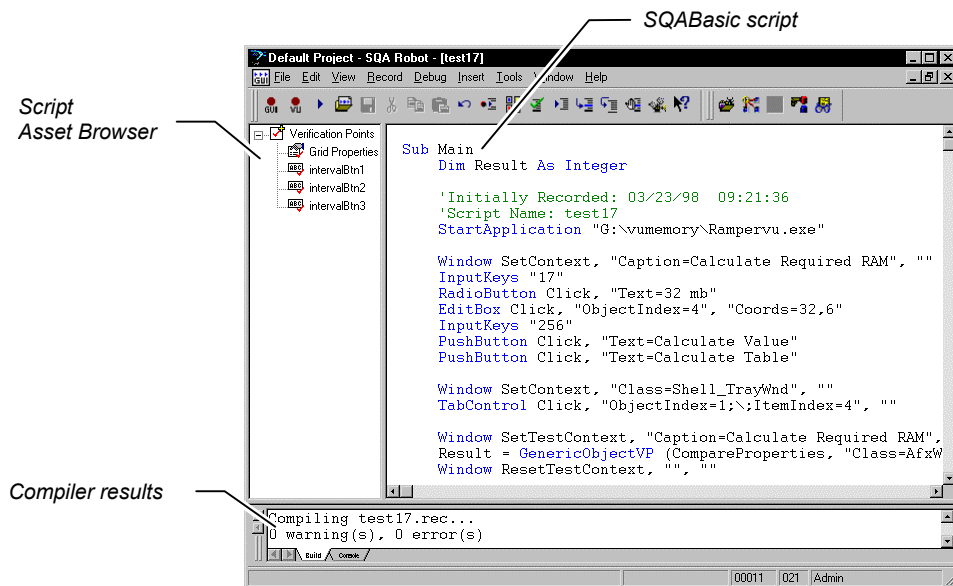 SQABasic script
Default Project - SQA Robot - [test17]
GUI File Edit View Record Debug Insert Tools Window Help
GUI VU
Script
Asset Browser
Verification Points
Grid Properties
intervalBtn1
intervalBtn2
intervalBtn3
Sub Main
Dim Result As Integer
'Initially Recorded: 03/23/98 09:21:36
'Script Name: test17
StartApplication "G:\vumemory\Rampervu.exe"
Window SetContext, "Caption=Calculate Required RAM", ""
InputKeys "17"
RadioButton Click, "Text=32 mb"
EditBox Click, "ObjectIndex=4", "Coords=32,6"
InputKeys "256"
PushButton Click, "Text=Calculate Value"
PushButton Click, "Text=Calculate Table"
Window SetContext, "Class=Shell_TrayWnd", ""
TabControl Click, "ObjectIndex=1;\;ItemIndex=4", ""
Window SetTestContext, "Caption=Calculate Required RAM",
Result = GenericObjectVP (CompareProperties, "Class=AfxW
Window ResetTestContext, "", ""
Compiler results
Compiling test17.rec...
0 warning(s), 0 error(s)
Build Console
00011 021 Admin